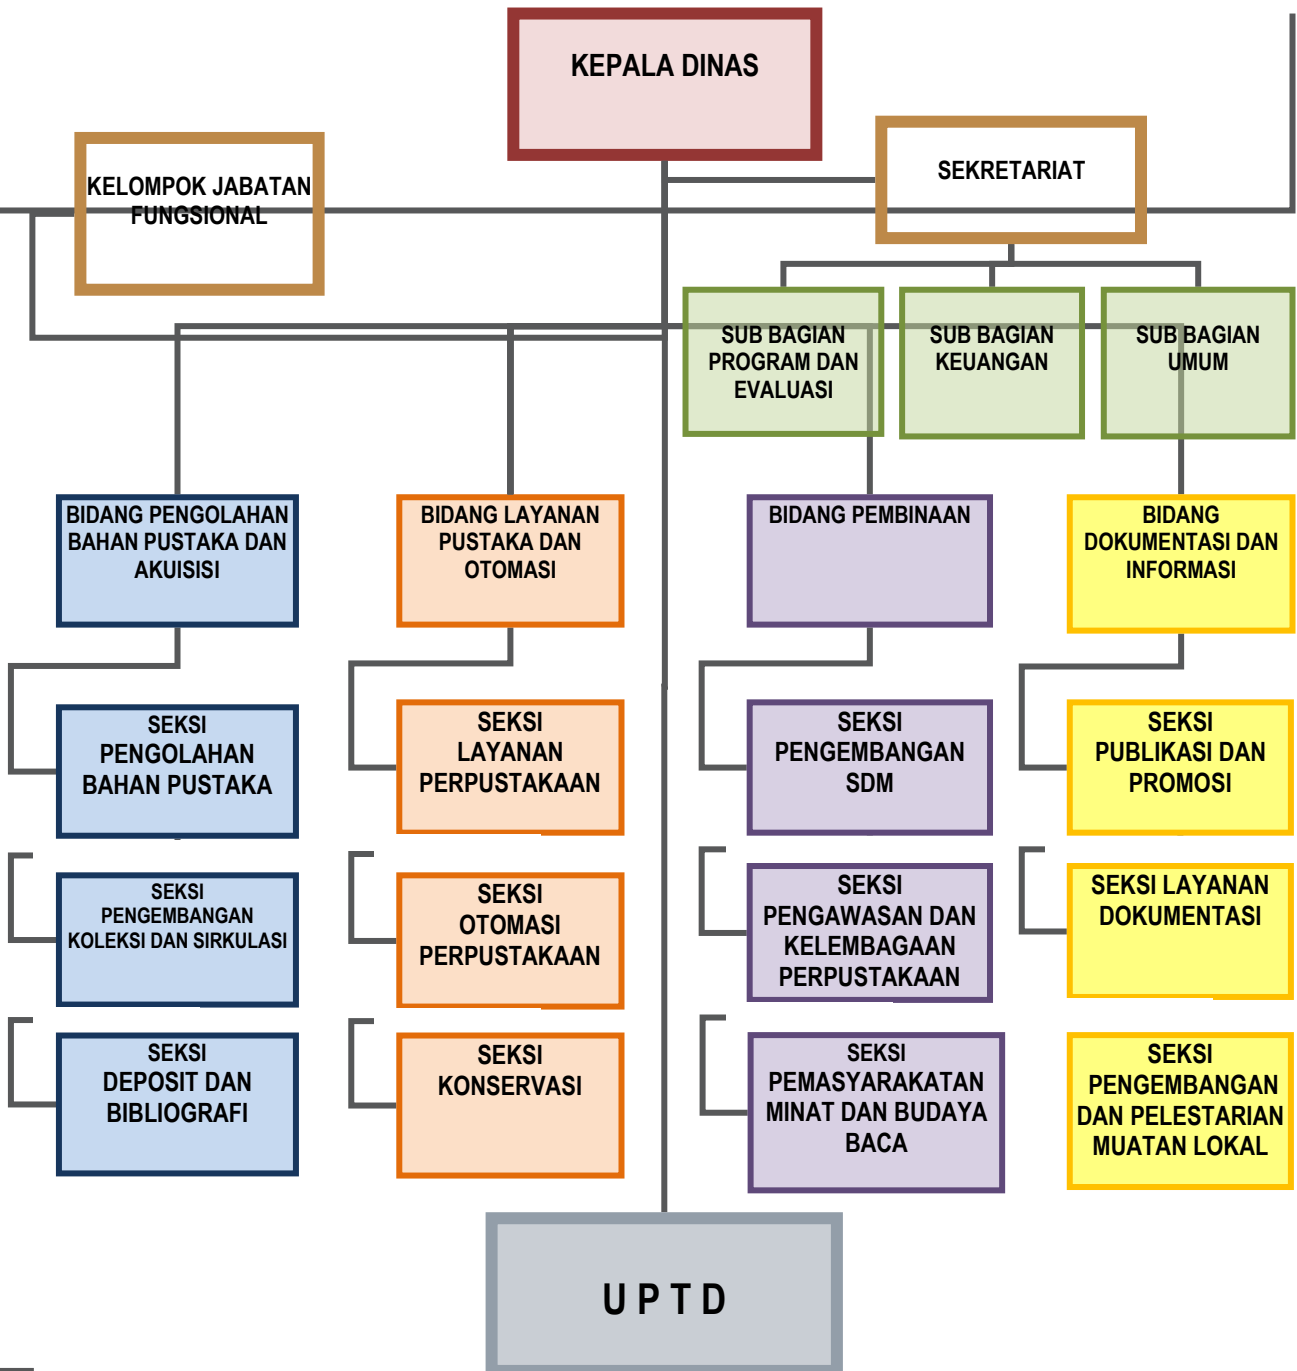 KEPALA DINAS
KELOMPOK JABATAN
FUNGSIONAL
SEKRETARIAT
SUB BAGIAN
PROGRAM DAN
EVALUASI
SUB BAGIAN
KEUANGAN
SUB BAGIAN
UMUM
BIDANG PENGOLAHAN
BAHAN PUSTAKA DAN
AKUISISI
BIDANG LAYANAN
PUSTAKA DAN
OTOMASI
BIDANG PEMBINAAN
BIDANG
DOKUMENTASI DAN
INFORMASI
SEKSI
PENGOLAHAN
BAHAN PUSTAKA
SEKSI
LAYANAN
PERPUSTAKAAN
SEKSI
PENGEMBANGAN
SDM
SEKSI
PUBLIKASI DAN
PROMOSI
SEKSI
PENGEMBANGAN
KOLEKSI DAN SIRKULASI
SEKSI
OTOMASI
PERPUSTAKAAN
SEKSI
PENGAWASAN DAN
KELEMBAGAAN
PERPUSTAKAAN
SEKSI LAYANAN
DOKUMENTASI
SEKSI
DEPOSIT DAN
BIBLIOGRAFI
SEKSI
KONSERVASI
SEKSI
PEMASYARAKATAN
MINAT DAN BUDAYA
BACA
SEKSI
PENGEMBANGAN
DAN PELESTARIAN
MUATAN LOKAL
U P T D